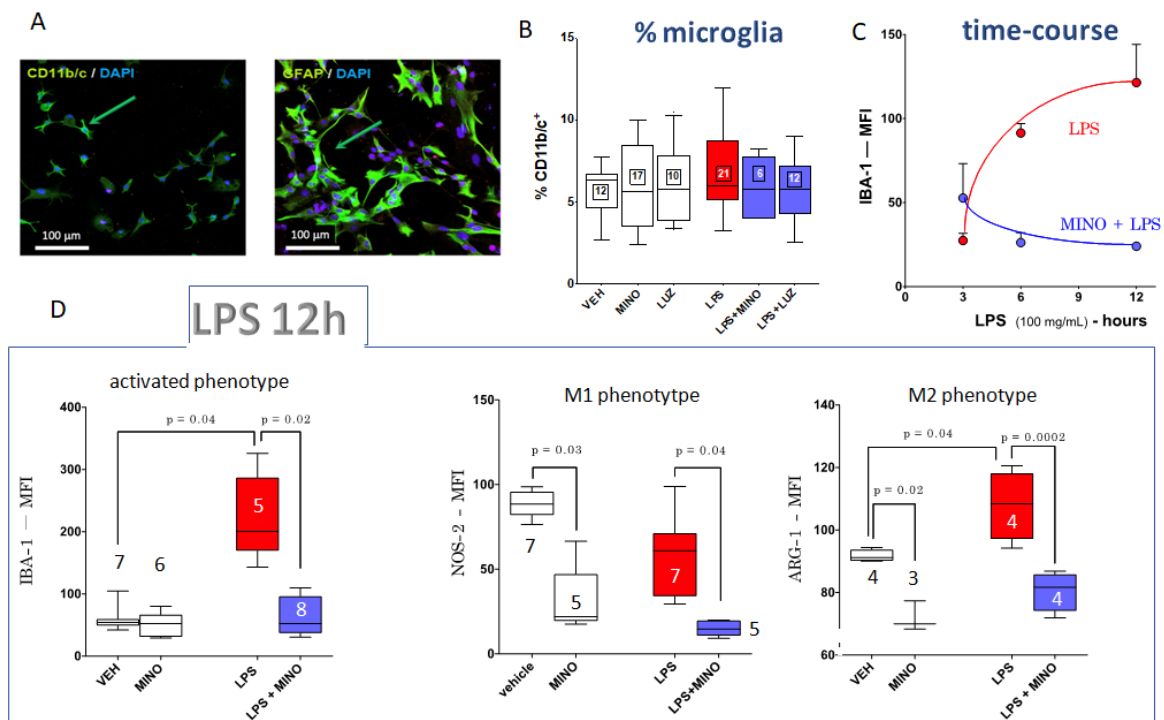 A
CD11b/c / DAPI
100 µm
GFAP / DAPI
100 µm
B
% microglia
% CD11b/c⁺
15
10
5
0
12
17
10
21
6
12
VEH
MINO
LUZ
LPS
LPS+MINO
LPS+LUZ
C
time-course
IBA-1 — MFI
150
100
50
0
LPS
MINO + LPS
0
3
6
9
12
LPS (100 mg/mL) - hours
D
LPS 12h
activated phenotype
IBA-1 — MFI
400
300
200
100
0
p = 0.04
p = 0.02
7
6
5
8
VEH
MINO
LPS
LPS + MINO
M1 phenotytpe
NOS-2 - MFI
100
50
0
p = 0.03
p = 0.04
7
5
7
5
vehicle
MINO
LPS
LPS+MINO
M2 phenotype
ARG-1 - MFI
140
120
100
80
60
p = 0.04
p = 0.0002
p = 0.02
4
3
4
4
VEH
MINO
LPS
LPS + MINO